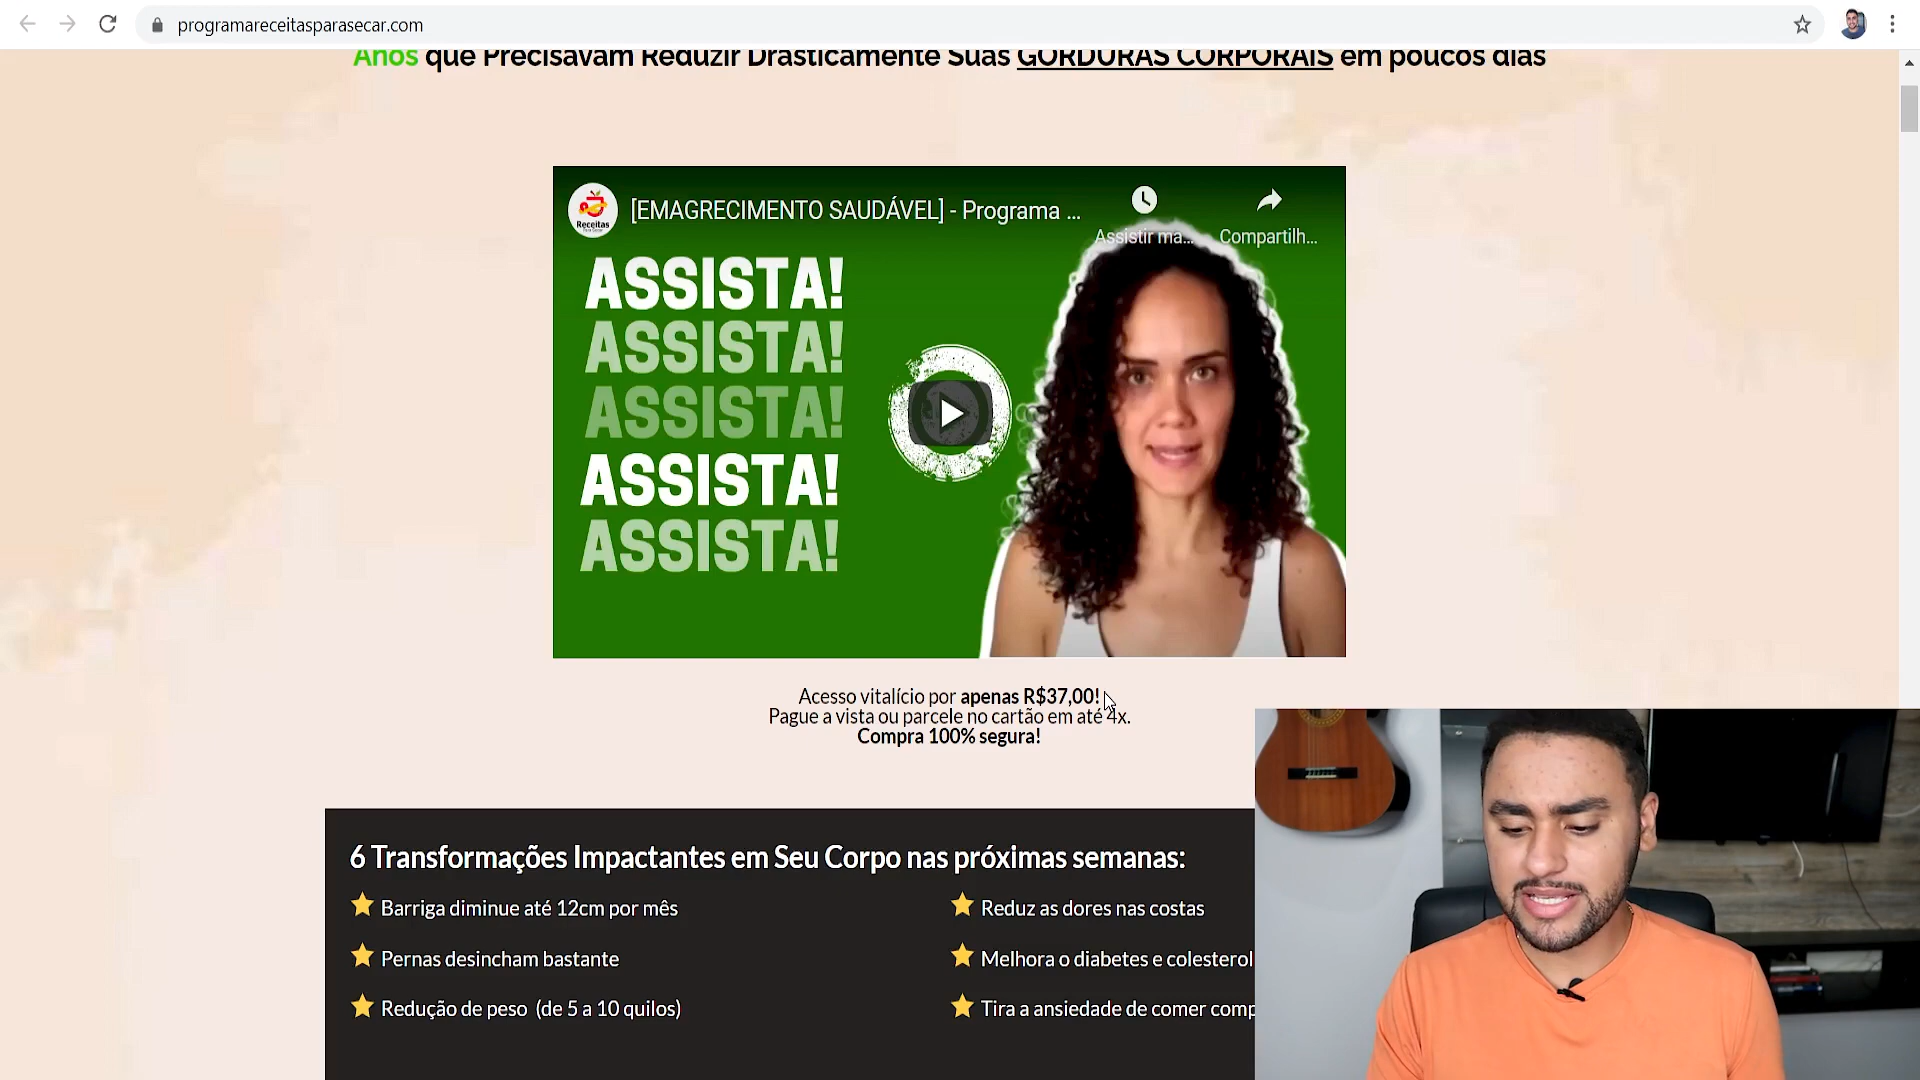 programareceitasparasecar.com
Anos que Precisavam Reduzir Drasticamente Suas GORDURAS CORPORAIS em poucos dias
Receitas
[EMAGRECIMENTO SAUDÁVEL] - Programa ...
Assistir ma...
Compartilh...
ASSISTA!
ASSISTA!
ASSISTA!
ASSISTA!
ASSISTA!
Acesso vitalício por apenas R$37,00!
Pague a vista ou parcele no cartão em até 4x.
Compra 100% segura!
6 Transformações Impactantes em Seu Corpo nas próximas semanas:
Barriga diminue até 12cm por mês
Reduz as dores nas costas
Pernas desincham bastante
Melhora o diabetes e colesterol
Redução de peso (de 5 a 10 quilos)
Tira a ansiedade de comer comp